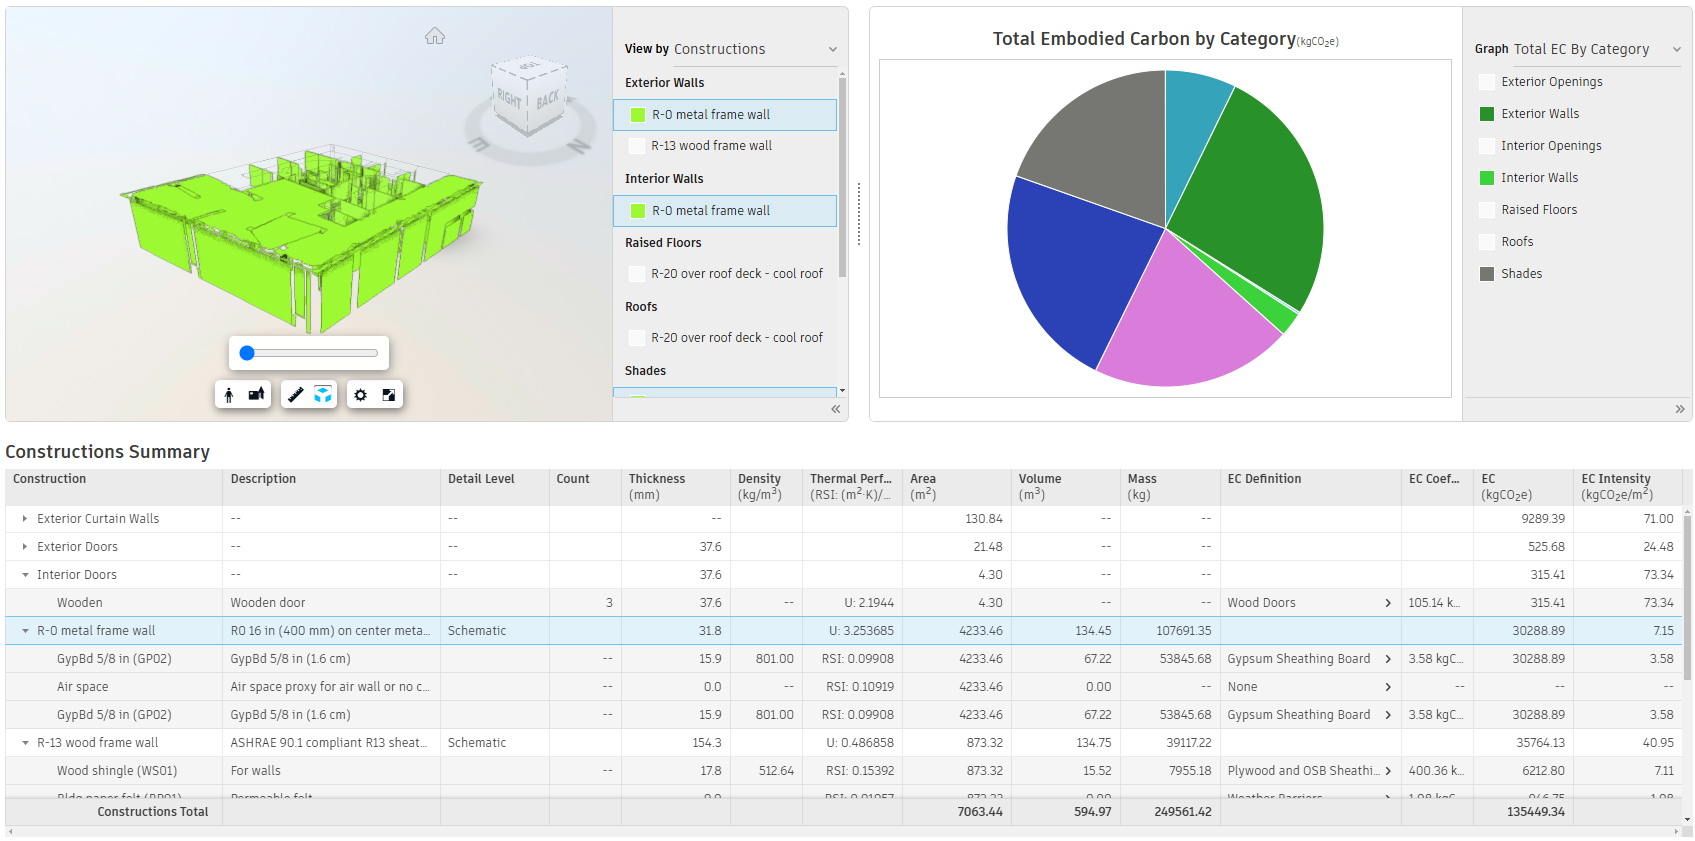 View by Constructions
Exterior Walls
R-0 metal frame wall
R-13 wood frame wall
Interior Walls
R-0 metal frame wall
Raised Floors
R-20 over roof deck - cool roof
Roofs
R-20 over roof deck - cool roof
Shades
TOP
RIGHT
BACK
E
N
Total Embodied Carbon by Category(kgCO2e)
Graph Total EC By Category
Exterior Openings
Exterior Walls
Interior Openings
Interior Walls
Raised Floors
Roofs
Shades
Constructions Summary
Construction Description Detail Level Count Thickness (mm) Density (kg/m³) Thermal Perf... (RSI: (m²·K)/... Area (m²) Volume (m³) Mass (kg) EC Definition EC Coef... EC (kgCO2e) EC Intensity (kgCO2e/m²)
Exterior Curtain Walls -- -- -- 130.84 -- -- 9289.39 71.00
Exterior Doors -- -- 37.6 21.48 -- -- 525.68 24.48
Interior Doors -- -- 37.6 4.30 -- -- 315.41 73.34
Wooden Wooden door 3 37.6 -- U: 2.1944 4.30 -- -- Wood Doors 105.14 k... 315.41 73.34
R-0 metal frame wall R0 16 in (400 mm) on center meta... Schematic 31.8 U: 3.253685 4233.46 134.45 107691.35 30288.89 7.15
GypBd 5/8 in (GP02) GypBd 5/8 in (1.6 cm) -- 15.9 801.00 RSI: 0.09908 4233.46 67.22 53845.68 Gypsum Sheathing Board 3.58 kgC... 30288.89 3.58
Air space Air space proxy for air wall or no c... -- 0.0 -- RSI: 0.10919 4233.46 0.00 -- None -- -- --
GypBd 5/8 in (GP02) GypBd 5/8 in (1.6 cm) -- 15.9 801.00 RSI: 0.09908 4233.46 67.22 53845.68 Gypsum Sheathing Board 3.58 kgC... 30288.89 3.58
R-13 wood frame wall ASHRAE 90.1 compliant R13 sheat... Schematic 154.3 U: 0.486858 873.32 134.75 39117.22 35764.13 40.95
Wood shingle (WS01) For walls -- 17.8 512.64 RSI: 0.15392 873.32 15.52 7955.18 Plywood and OSB Sheathi... 400.36 k... 6212.80 7.11
Constructions Total 7063.44 594.97 249561.42 135449.34